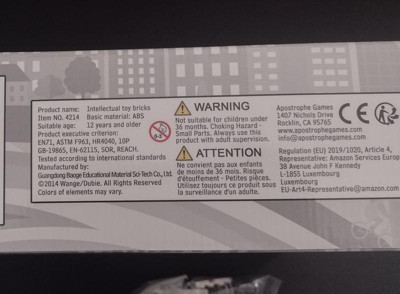 Product name: Intellectual toy bricks
Item NO. 4214 Basic material: ABS
Suitable age: 12 years and older
Product executive criterion:
EN71, ASTM F963, HR4040, 10P
GB-19865, EN-62115, SOR, REACH.
Tested according to international standards
Manufactured by:
Guangdong Baoge Educational Material Sci-Tech Co., Ltd.
©2014 Wange/Dubie. All Rights Reserved
Colors of elements may vary.
0-3
WARNING
Not suitable for children under
36 months. Choking Hazard -
Small Parts. Always use this
product with adult supervision.
ATTENTION
Ne convient pas aux enfants
de moins de 36 mois. Risques
d'étouffement - Petites pièces.
Utilisez toujours ce produit sous
la surveillance d'un adulte.
Apostrophe Games
1407 Nichols Drive
Rocklin, CA 95765
www.apostrophegames.com
info@apostrophegames.com
CE
Regulation (EU) 2019/1020, Article 4,
Representative: Amazon Services Europe
38 Avenue John F Kennedy
L-1855 Luxembourg
Luxembourg
EU-Art4-Representative@amazon.com